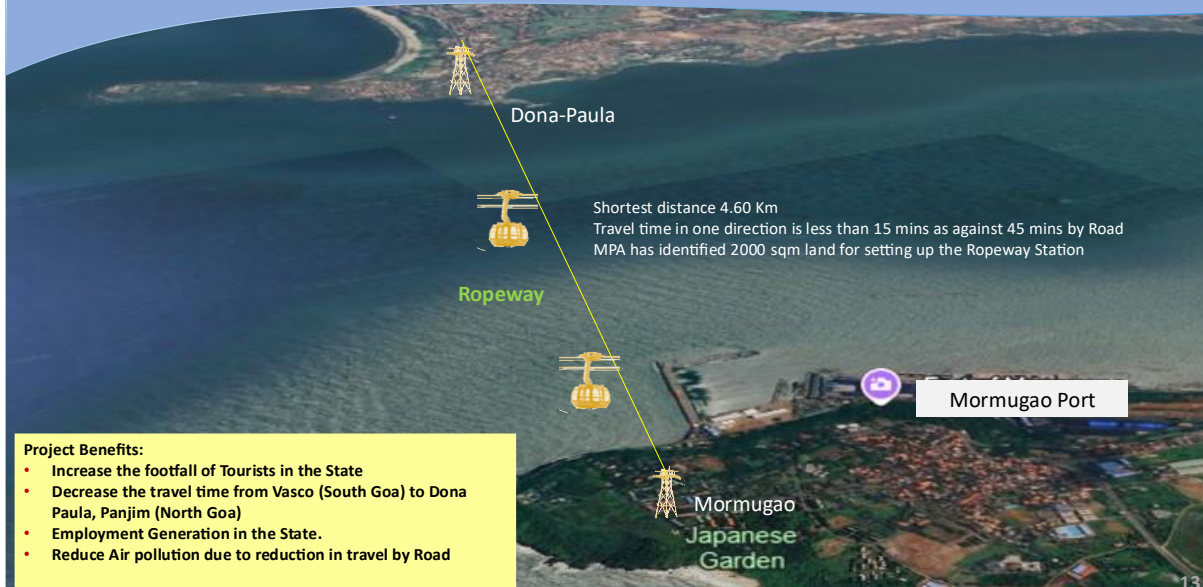 Dona-Paula
Shortest distance 4.60 Km
Travel time in one direction is less than 15 mins as against 45 mins by Road
MPA has identified 2000 sqm land for setting up the Ropeway Station
Ropeway
Mormugao Port
Project Benefits:
• Increase the footfall of Tourists in the State
• Decrease the travel time from Vasco (South Goa) to Dona
Paula, Panjim (North Goa)
• Employment Generation in the State.
• Reduce Air pollution due to reduction in travel by Road
Mormugao
Japanese
Garden
13